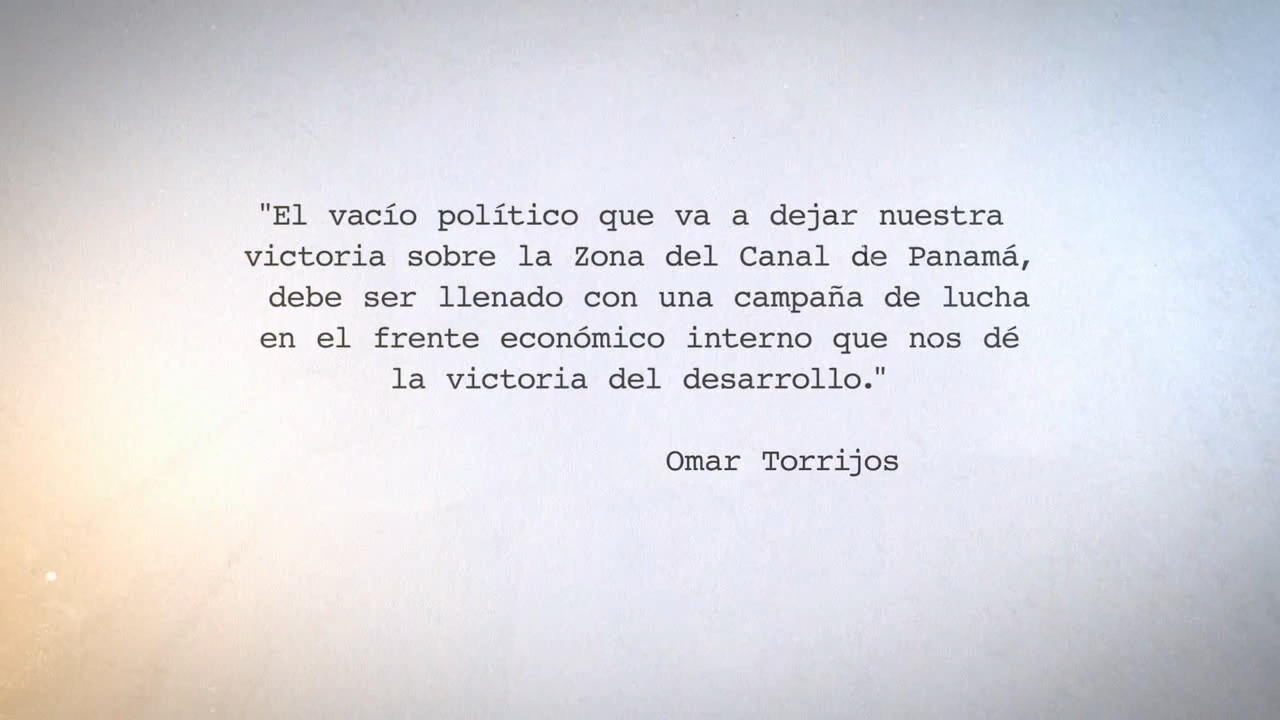 "El vacío político que va a dejar nuestra
victoria sobre la Zona del Canal de Panamá,
debe ser llenado con una campaña de lucha
en el frente económico interno que nos dé
la victoria del desarrollo."
Omar Torrijos